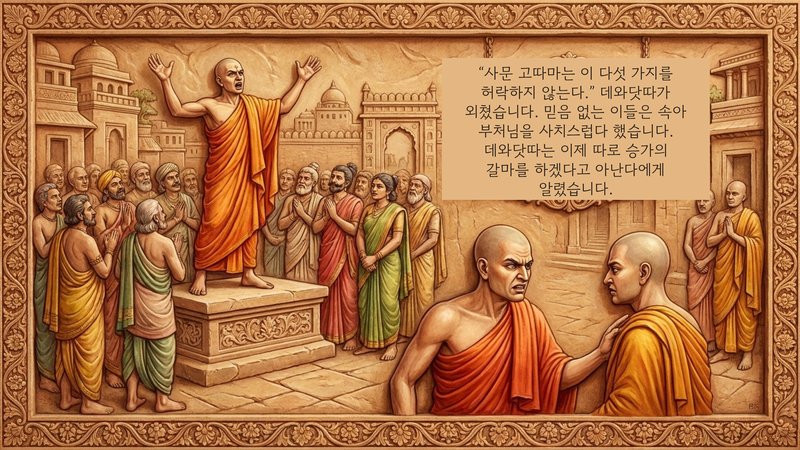 “사문 고따마는 이 다섯 가지를
허락하지 않는다.” 데와닷따가
외쳤습니다. 믿음 없는 이들은 속아
부처님을 사치스럽다 했습니다.
데와닷따는 이제 따로 승가의
갈마를 하겠다고 아난다에게
알렸습니다.